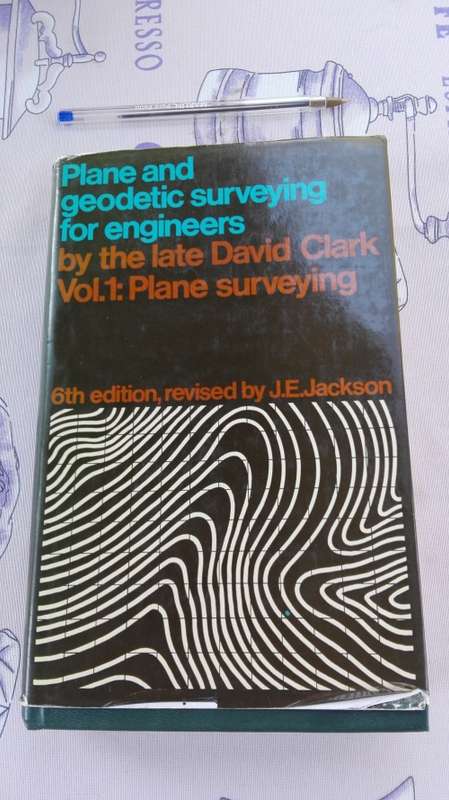 PRESSO
Plane and
geodetic surveying
for engineers
by the late David Clark
Vol.1: Plane surveying
6th edition, revised by J.E.Jackson